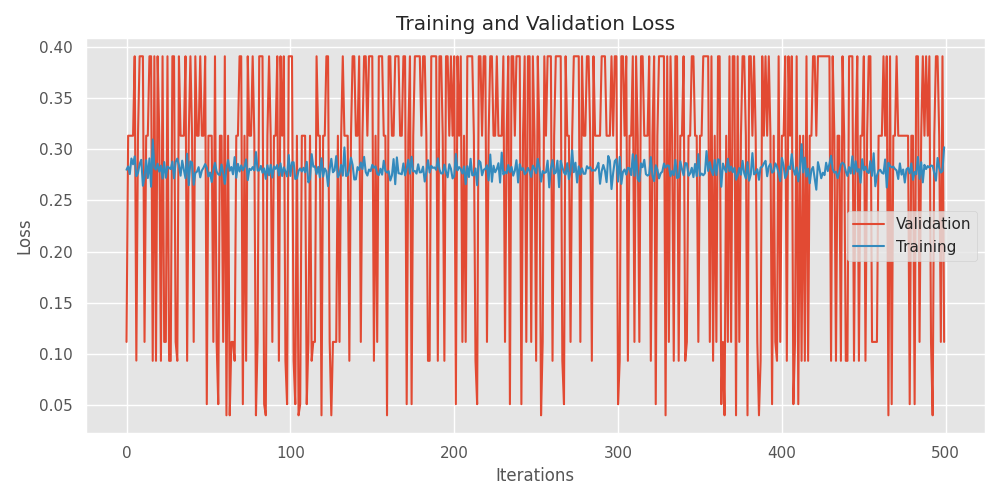 Training and Validation Loss
0.40
0.35
0.30
0.25
0.20
0.15
0.10
0.05
Loss
Validation
Training
0 100 200 300 400 500
Iterations